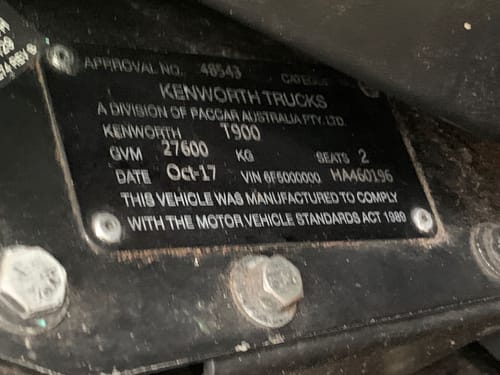 APPROVAL NO. 48543
KENWORTH TRUCKS
A DIVISION OF PACCAR AUSTRALIA PTY. LTD.
KENWORTH T900
GVM 27600 KG SEATS 2
DATE Oct-17 VIN 6F5000000 HA460196
THIS VEHICLE WAS MANUFACTURED TO COMPLY
WITH THE MOTOR VEHICLE STANDARDS ACT 1989